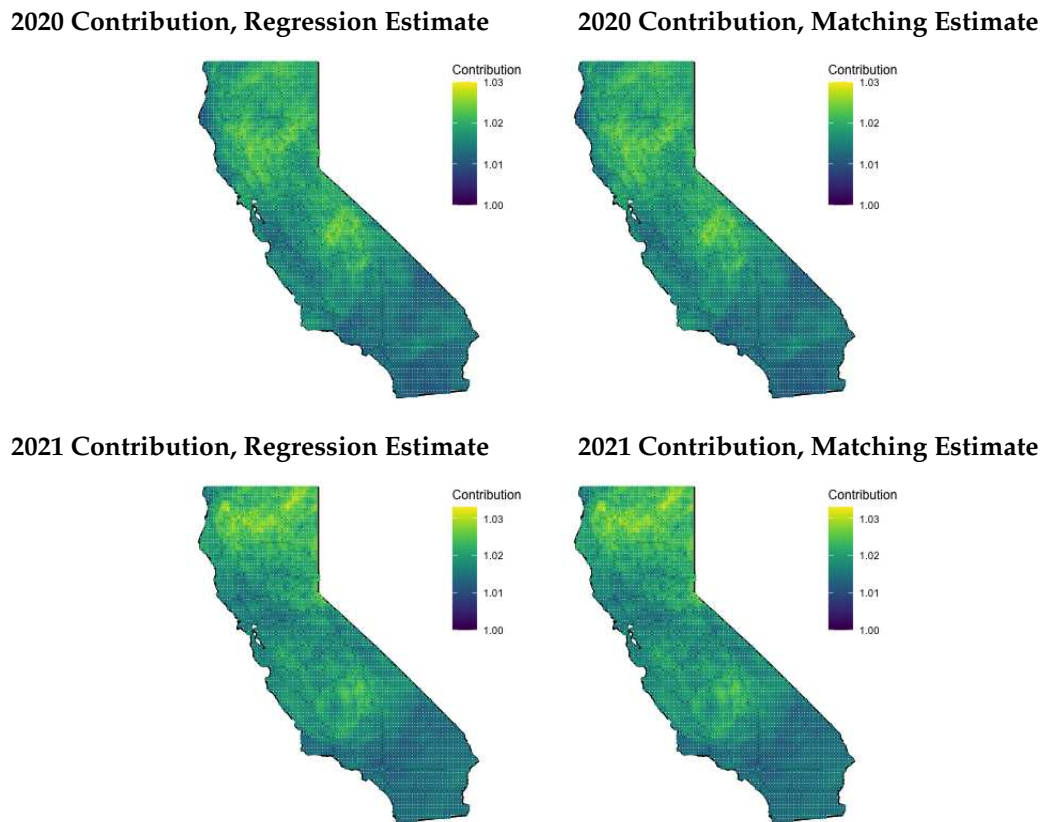 2020 Contribution, Regression Estimate
2020 Contribution, Matching Estimate
Contribution
1.03
1.02
1.01
1.00
Contribution
1.03
1.02
1.01
1.00
2021 Contribution, Regression Estimate
2021 Contribution, Matching Estimate
Contribution
1.03
1.02
1.01
1.00
Contribution
1.03
1.02
1.01
1.00